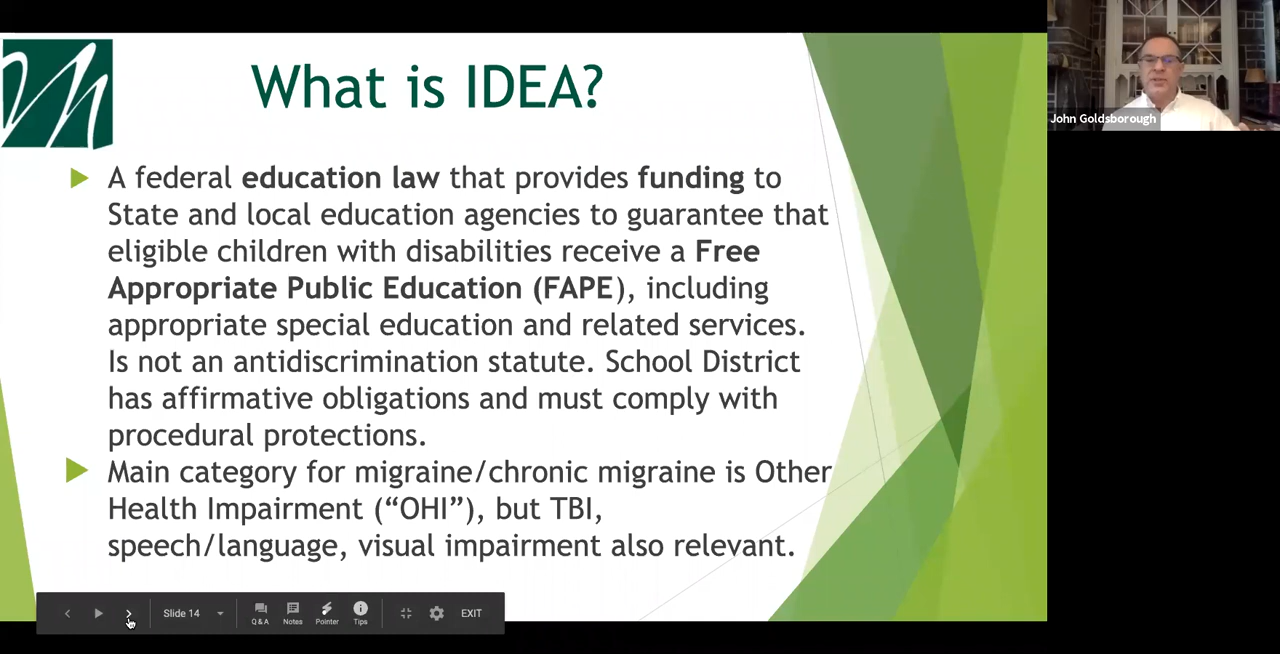 What is IDEA?
A federal education law that provides funding to
State and local education agencies to guarantee that
eligible children with disabilities receive a Free
Appropriate Public Education (FAPE), including
appropriate special education and related services.
Is not an antidiscrimination statute. School District
has affirmative obligations and must comply with
procedural protections.
Main category for migraine/chronic migraine is Other
Health Impairment (“OHI”), but TBI,
speech/language, visual impairment also relevant.
John Goldsborough
Slide 14
Q & A
Notes
Pointer
Tips
EXIT